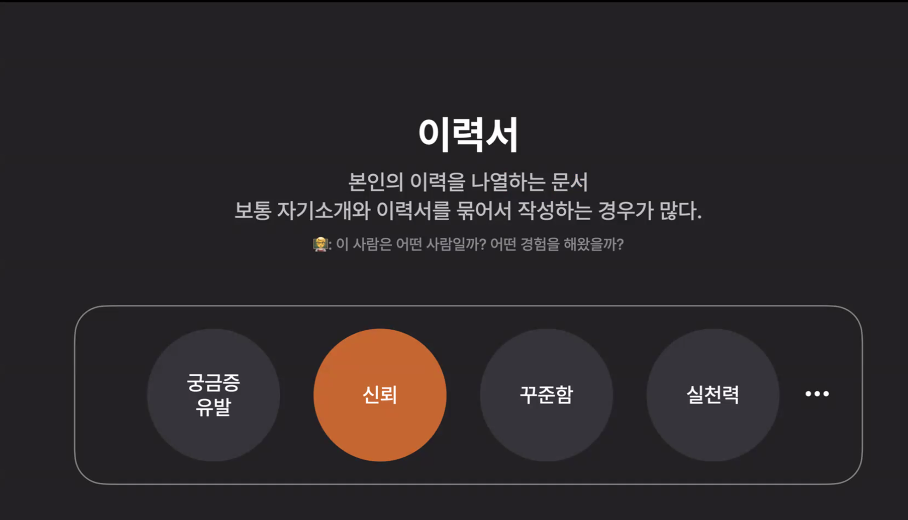 이력서
본인의 이력을 나열하는 문서
보통 자기소개와 이력서를 묶어서 작성하는 경우가 많다.
👩‍🏫: 이 사람은 어떤 사람일까? 어떤 경험을 해왔을까?
궁금증
유발
신뢰
꾸준함
실천력
•••